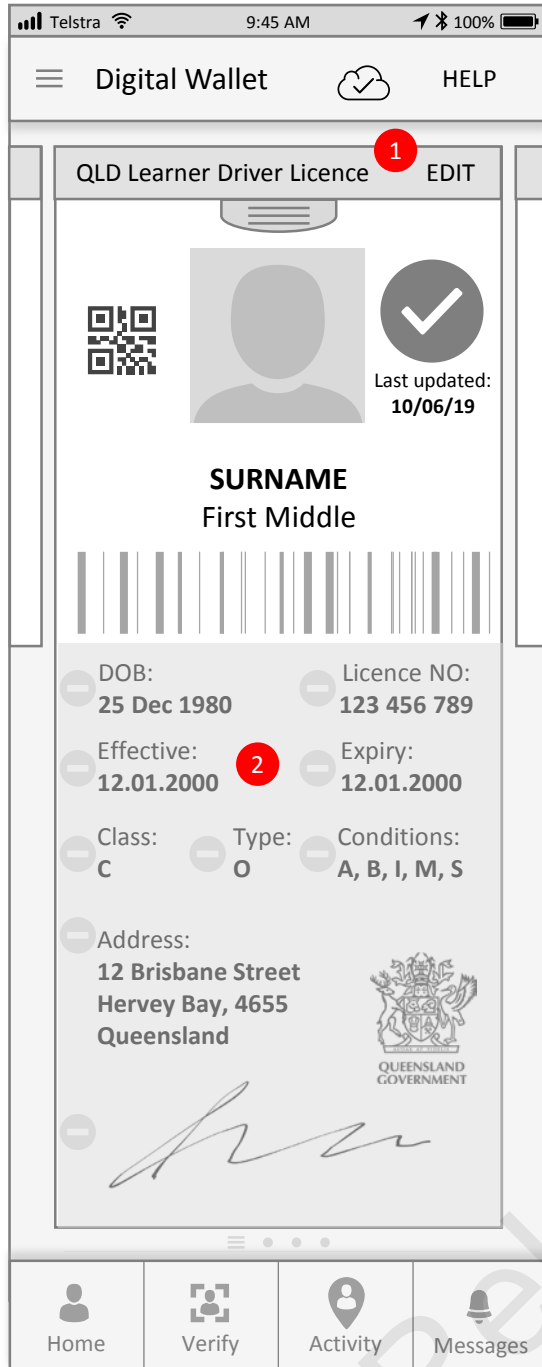 Telstra 9:45 AM 100%
Digital Wallet HELP
1
QLD Learner Driver Licence EDIT
Last updated:
10/06/19
SURNAME
First Middle
DOB: Licence NO:
25 Dec 1980 123 456 789
Effective: 2 Expiry:
12.01.2000 12.01.2000
Class: Type: Conditions:
C O A, B, I, M, S
Address:
12 Brisbane Street
Hervey Bay, 4655
Queensland
QUEENSLAND
GOVERNMENT
Home Verify Activity Messages